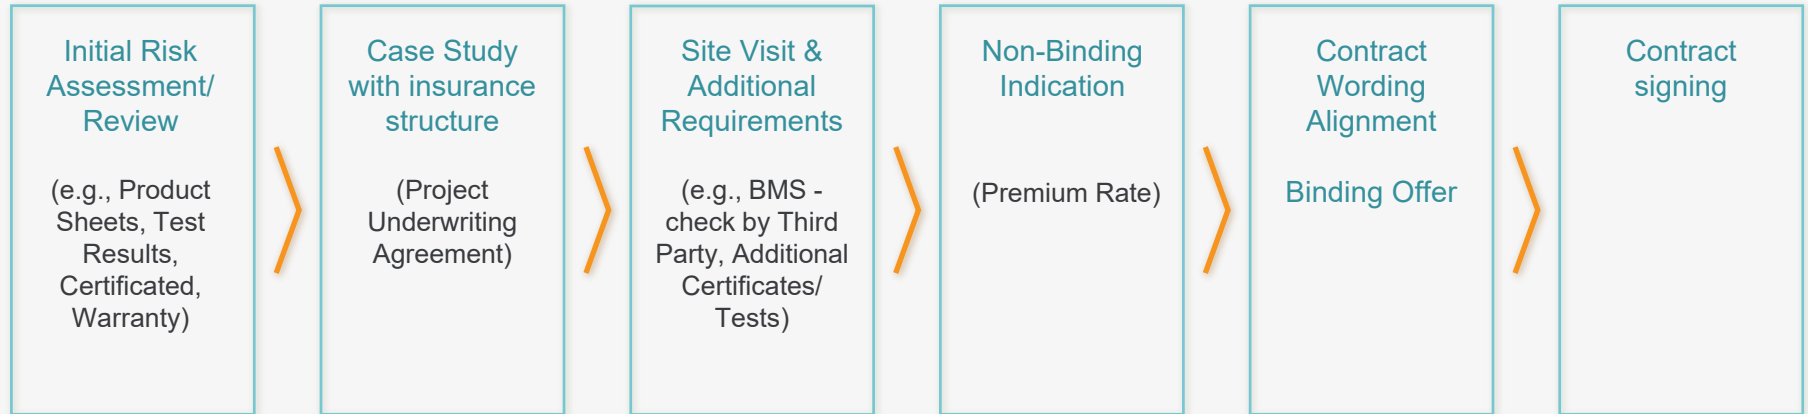 Initial Risk
Assessment/
Review
(e.g., Product
Sheets, Test
Results,
Certificated,
Warranty)
Case Study
with insurance
structure
(Project
Underwriting
Agreement)
Site Visit &
Additional
Requirements
(e.g., BMS -
check by Third
Party, Additional
Certificates/
Tests)
Non-Binding
Indication
(Premium Rate)
Contract
Wording
Alignment
Binding Offer
Contract
signing